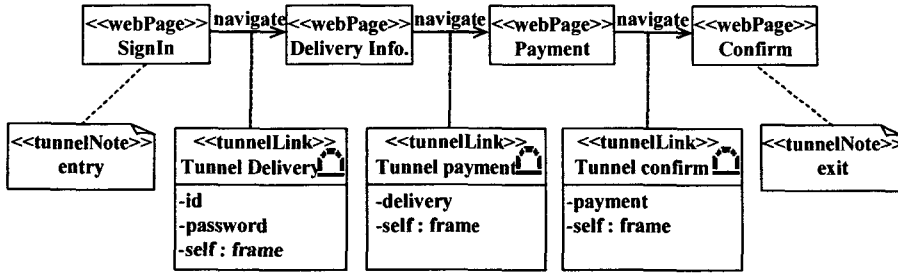 <<webPage>>
SignIn
navigate
<<webPage>>
Delivery Info.
navigate
<<webPage>>
Payment
navigate
<<webPage>>
Confirm
<<tunnelNote>>
entry
<<tunnelLink>>
Tunnel Delivery
-id
-password
-self : frame
<<tunnelLink>>
Tunnel payment
-delivery
-self : frame
<<tunnelLink>>
Tunnel confirm
-payment
-self : frame
<<tunnelNote>>
exit